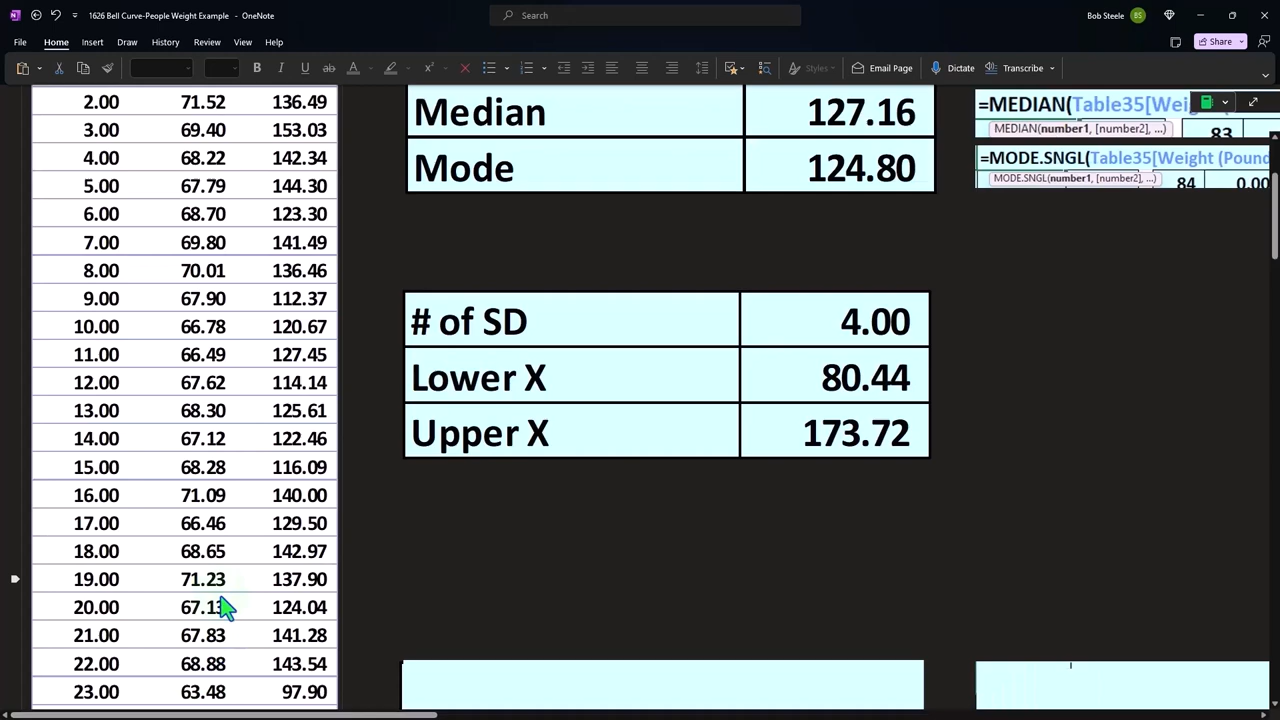 1626 Bell Curve-People Weight Example - OneNote
Search
Bob Steele
BS
File Home Insert Draw History Review View Help
Share
Email Page
Dictate
Transcribe
Styles
2.00 71.52 136.49
3.00 69.40 153.03
4.00 68.22 142.34
5.00 67.79 144.30
6.00 68.70 123.30
7.00 69.80 141.49
8.00 70.01 136.46
9.00 67.90 112.37
10.00 66.78 120.67
11.00 66.49 127.45
12.00 67.62 114.14
13.00 68.30 125.61
14.00 67.12 122.46
15.00 68.28 116.09
16.00 71.09 140.00
17.00 66.46 129.50
18.00 68.65 142.97
19.00 71.23 137.90
20.00 67.13 124.04
21.00 67.83 141.28
22.00 68.88 143.54
23.00 63.48 97.90
Median 127.16
Mode 124.80
# of SD 4.00
Lower X 80.44
Upper X 173.72
=MEDIAN(Table35[Wei
MEDIAN(number1, [number2], ...)
83
=MODE.SNGL(Table35[Weight (Pound
MODE.SNGL(number1, [number2], ...)
84 0.00